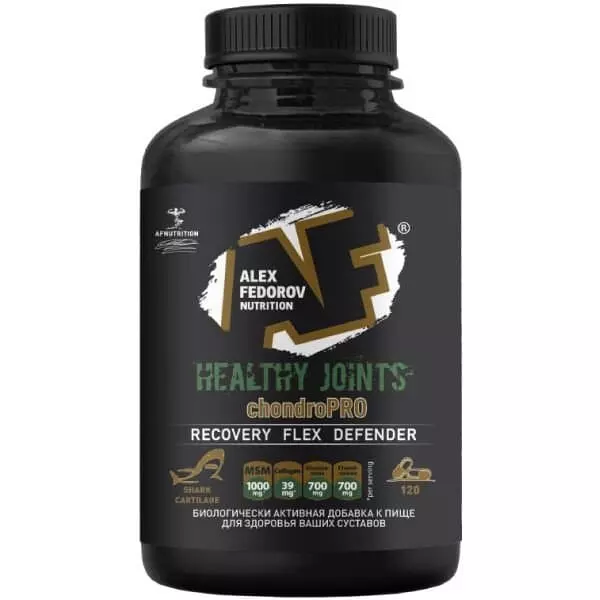 AFNUTRITION
®
ALEX
FEDOROV
NUTRITION
AF
HEALTHY JOINTS
chondroPRO
RECOVERY FLEX DEFENDER
SHARK
CARTILAGE
MSM
1000
mg*
Collagen
39
mg*
700
mg*
700
mg*
*per serving
120
БИОЛОГИЧЕСКИ АКТИВНАЯ ДОБАВКА К ПИЩЕ
ДЛЯ ЗДОРОВЬЯ ВАШИХ СУСТАВОВ